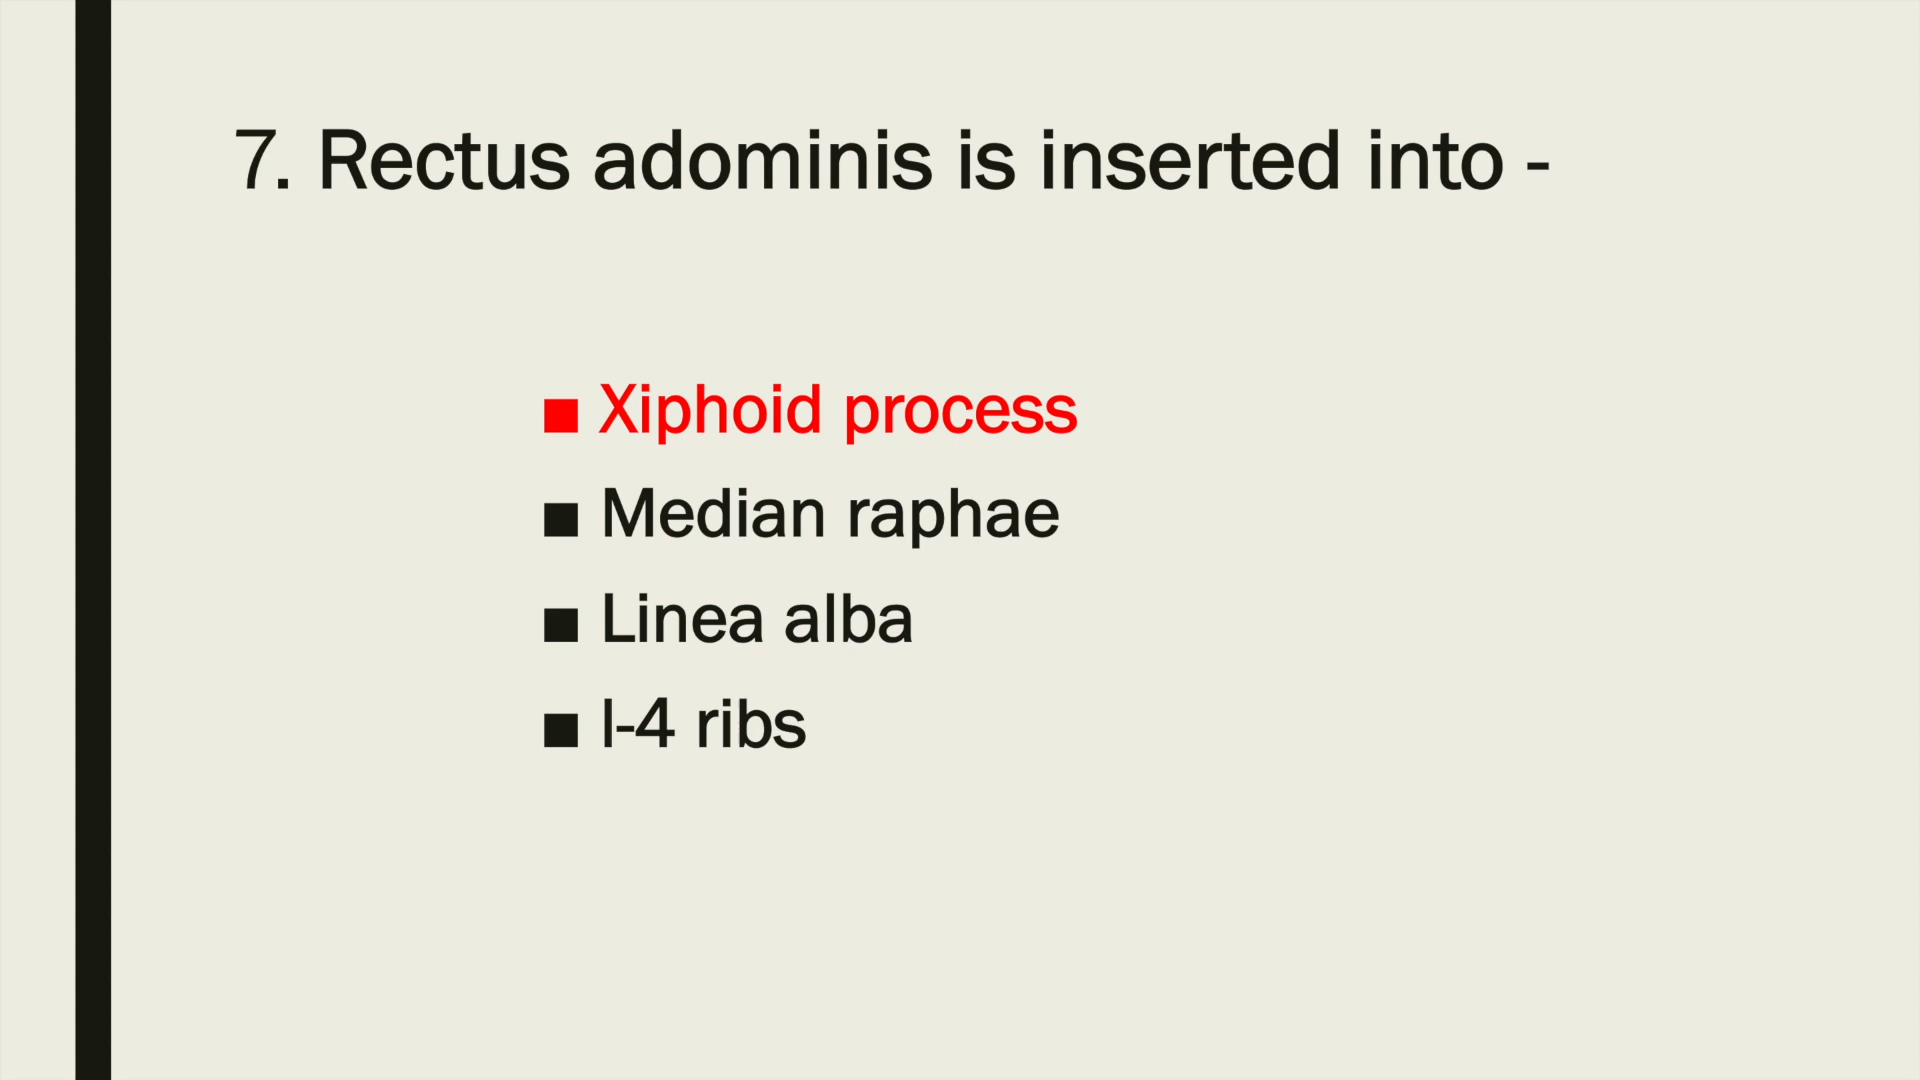 7. Rectus adominis is inserted into -
■ Xiphoid process
■ Median raphae
■ Linea alba
■ l-4 ribs